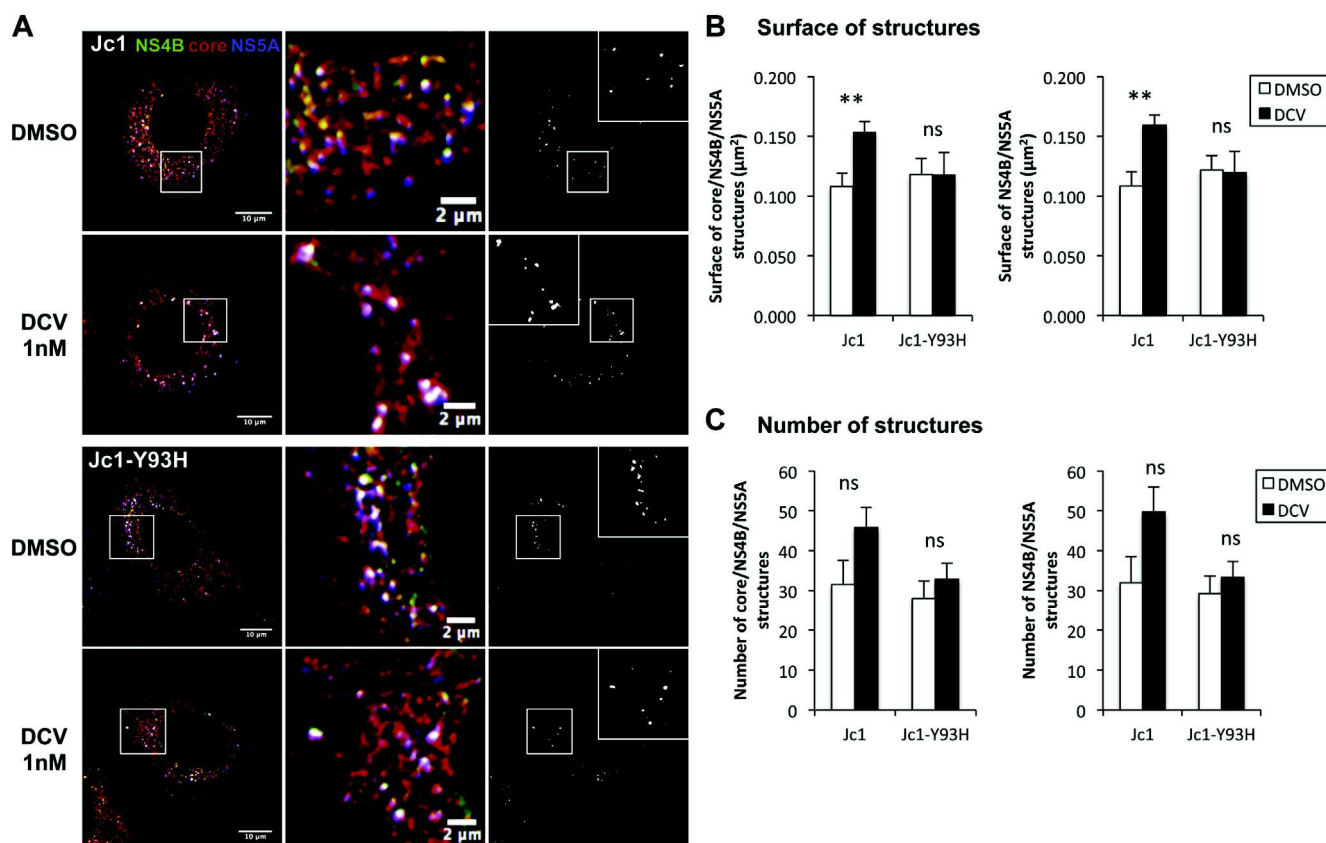 A
Jc1 NS4B core NS5A
DMSO
10 µm
2 µm
DCV
1nM
10 µm
2 µm
Jc1-Y93H
DMSO
10 µm
2 µm
DCV
1nM
10 µm
2 µm
B Surface of structures
Surface of core/NS4B/NS5A
structures (µm²)
0.200
0.150
0.100
0.050
0.000
**
ns
Jc1 Jc1-Y93H
Surface of NS4B/NS5A
structures (µm²)
0.200
0.150
0.100
0.050
0.000
**
ns
Jc1 Jc1-Y93H
DMSO
DCV
C Number of structures
Number of core/NS4B/NS5A
structures
60
50
40
30
20
10
0
ns
ns
Jc1 Jc1-Y93H
Number of NS4B/NS5A
structures
60
50
40
30
20
10
0
ns
ns
Jc1 Jc1-Y93H
DMSO
DCV